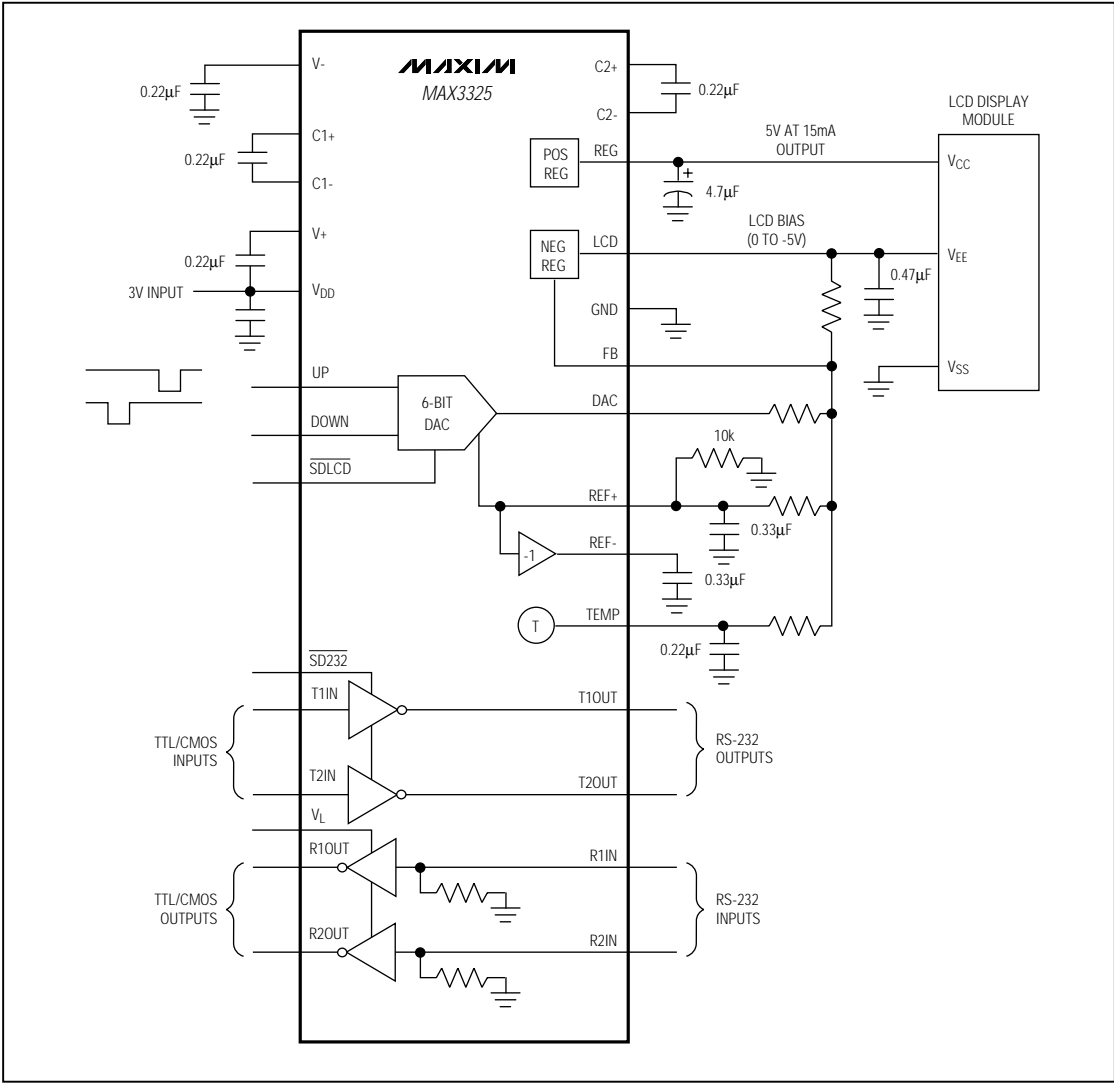 MAXIM
MAX3325
V-
0.22µF
C1+
0.22µF
C1-
V+
0.22µF
3V INPUT
VDD
UP
DOWN
SDLCD
6-BIT
DAC
C2+
0.22µF
C2-
POS
REG
REG
5V AT 15mA
OUTPUT
4.7µF
+
NEG
REG
LCD
LCD BIAS
(0 TO -5V)
0.47µF
GND
FB
DAC
10k
REF+
0.33µF
-1
REF-
0.33µF
T
TEMP
0.22µF
LCD DISPLAY
MODULE
VCC
VEE
VSS
SD232
T1IN
T1OUT
TTL/CMOS
INPUTS
RS-232
OUTPUTS
T2IN
T2OUT
VL
R1OUT
R1IN
TTL/CMOS
OUTPUTS
RS-232
INPUTS
R2OUT
R2IN